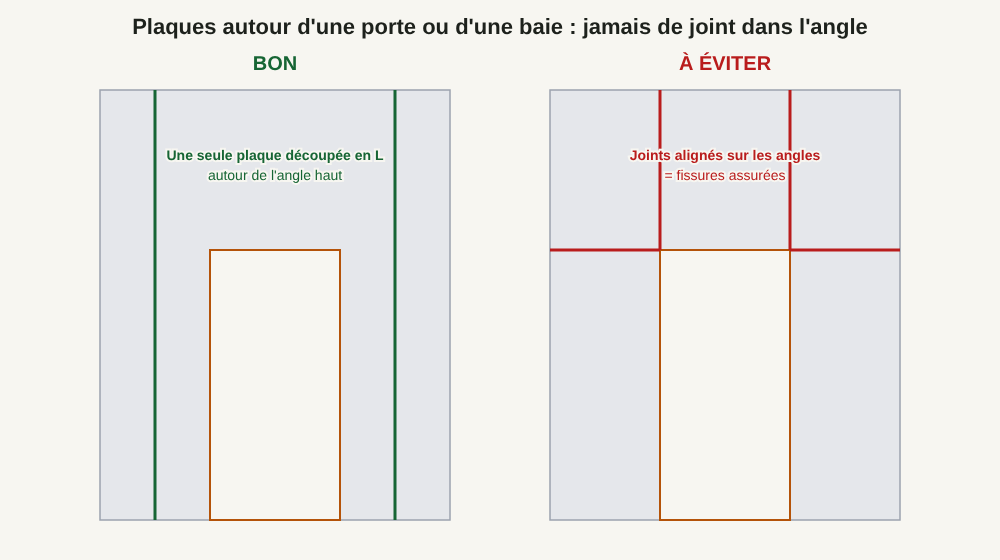 Plaques autour d'une porte ou d'une baie : jamais de joint dans l'angle
BON
À ÉVITER
Une seule plaque découpée en L
autour de l'angle haut
Joints alignés sur les angles
= fissures assurées